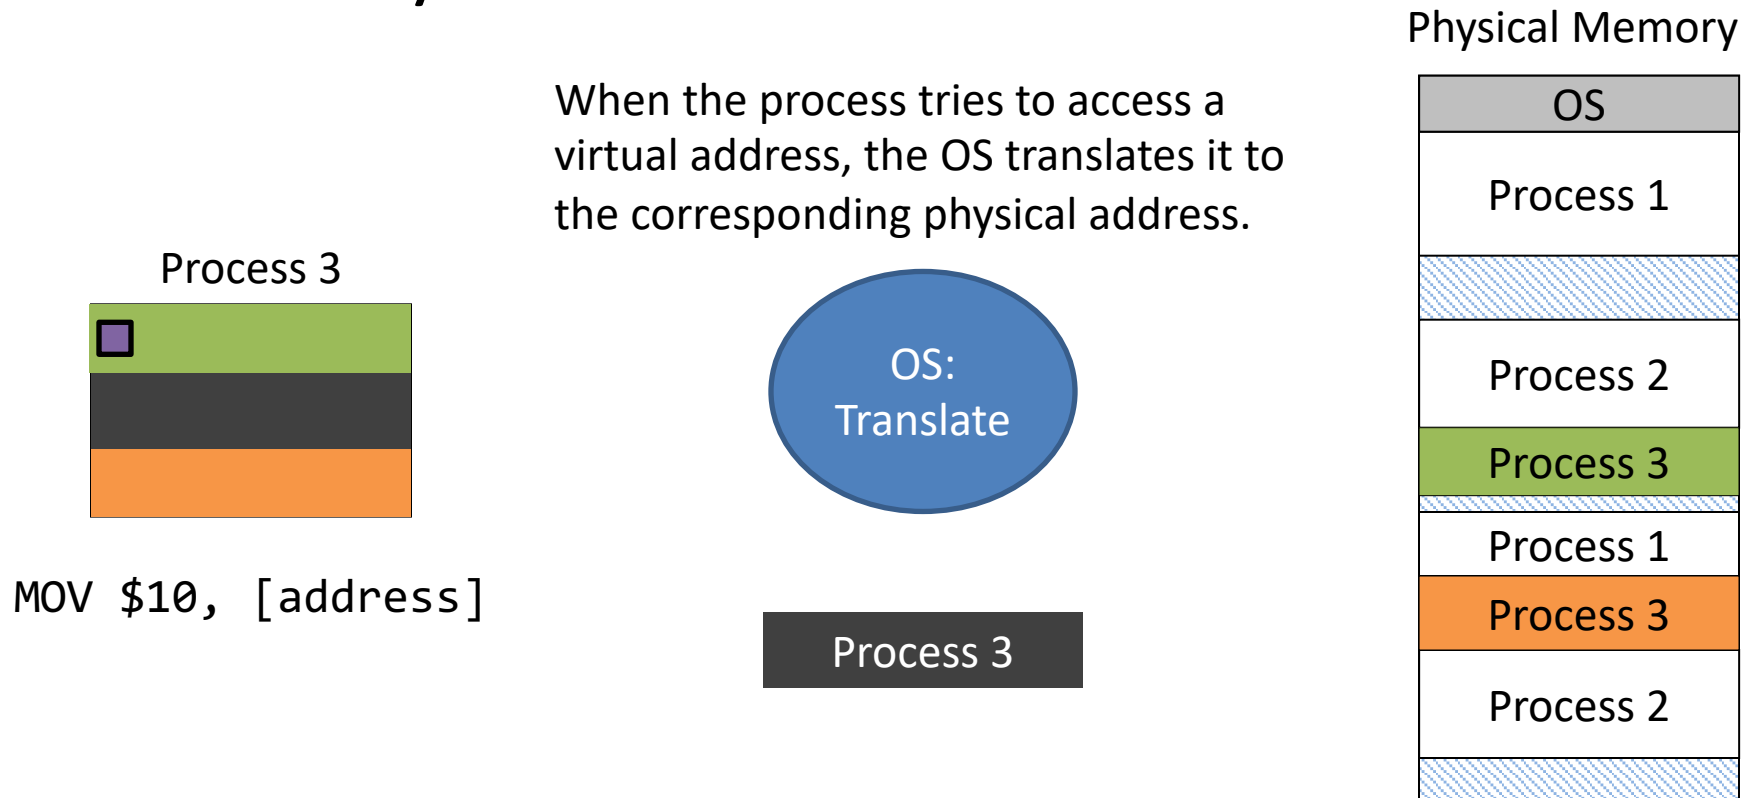 Physical Memory
When the process tries to access a
virtual address, the OS translates it to
the corresponding physical address.
Process 3
MOV $10, [address]
OS:
Translate
Process 3
OS
Process 1
Process 2
Process 3
Process 1
Process 3
Process 2